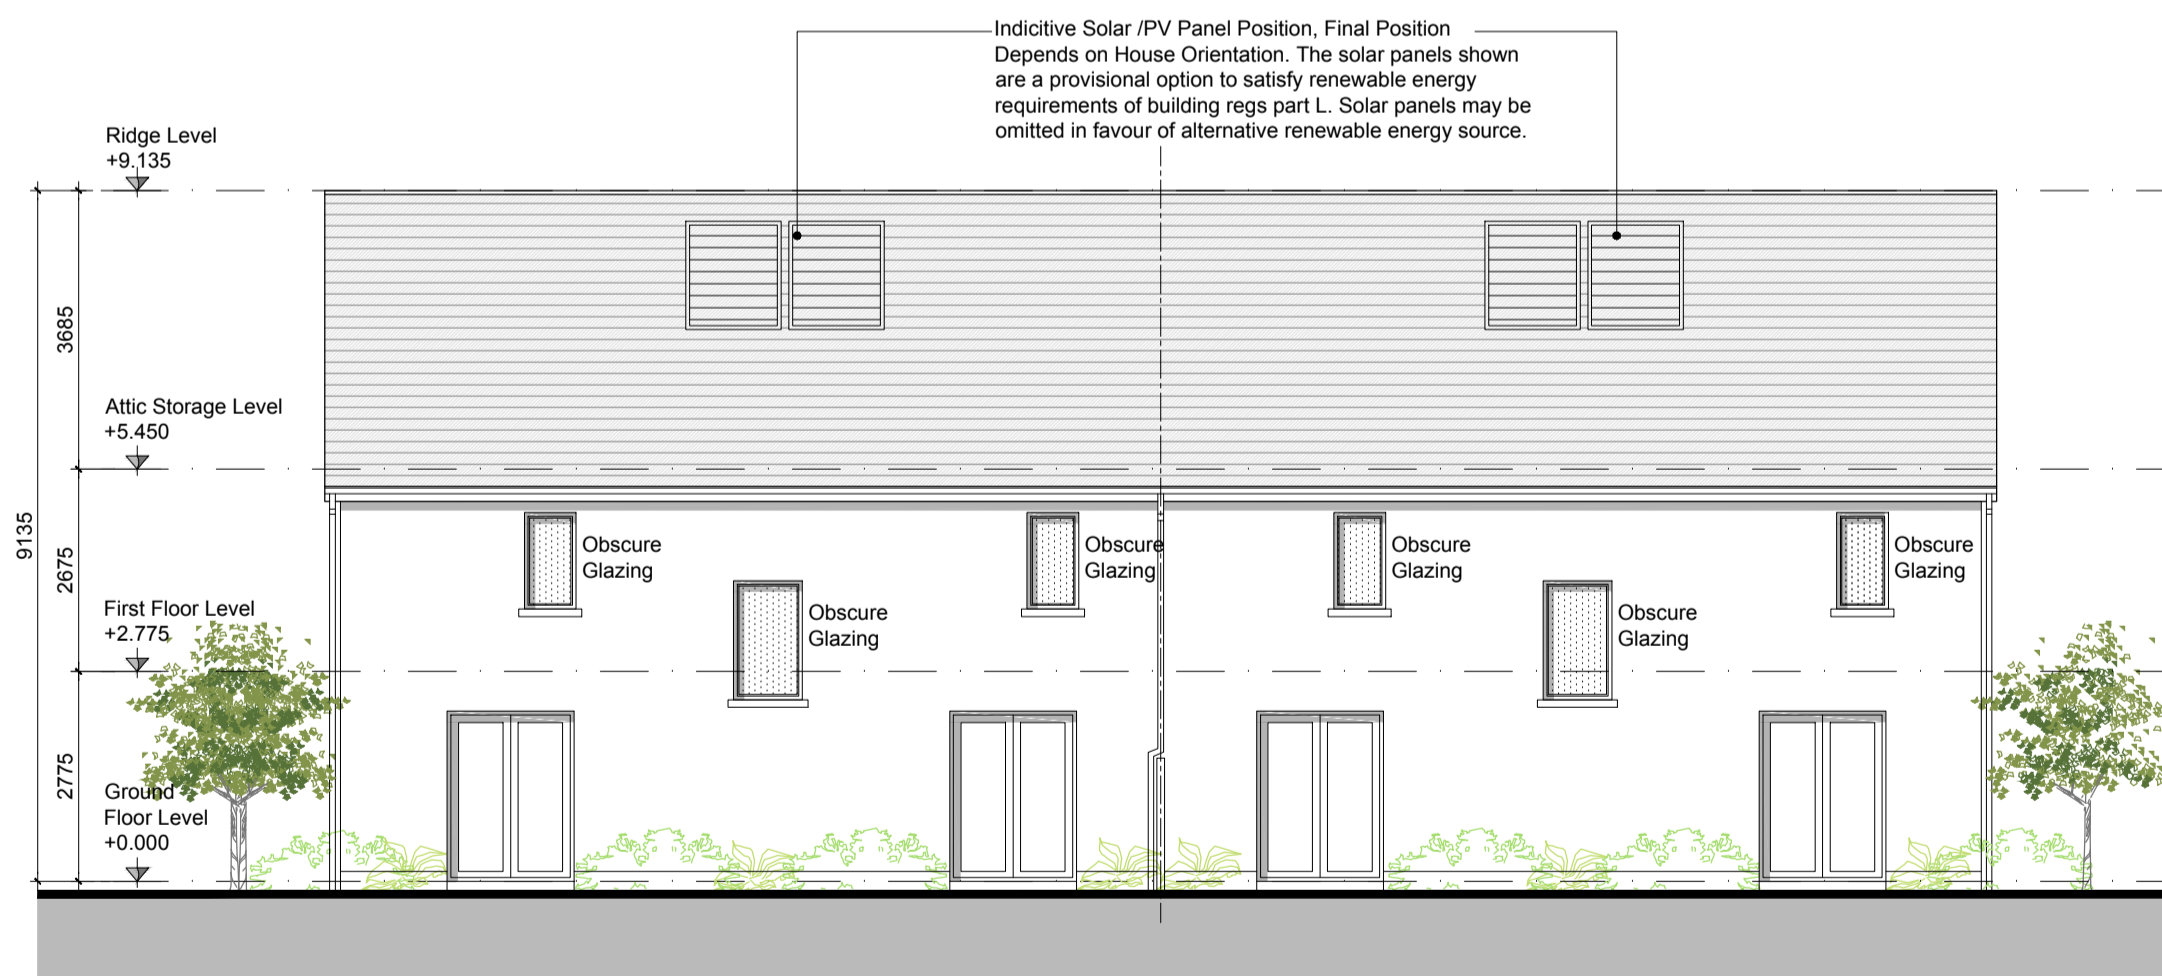 Indicitive Solar /PV Panel Position, Final Position
Depends on House Orientation. The solar panels shown
are a provisional option to satisfy renewable energy
requirements of building regs part L. Solar panels may be
omitted in favour of alternative renewable energy source.
Ridge Level
+9.135
3685
Attic Storage Level
+5.450
9135
2675
Obscure
Glazing
Obscure
Glazing
Obscure
Glazing
Obscure
Glazing
Obscure
Glazing
Obscure
Glazing
First Floor Level
+2.775
2775
Ground
Floor Level
+0.000